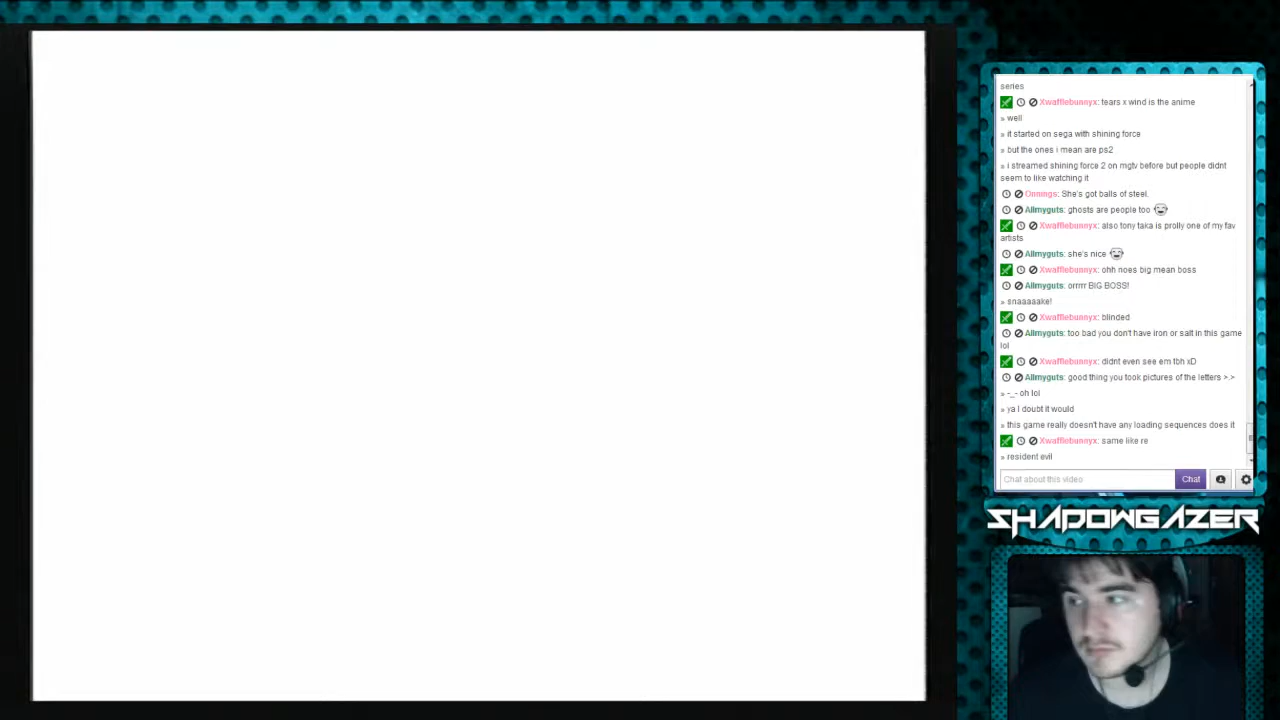 series
Xwafflebunnyx: tears x wind is the anime
» well
» it started on sega with shining force
» but the ones i mean are ps2
» i streamed shining force 2 on mgtv before but people didnt
seem to like watching it
Onnings: She's got balls of steel.
Allmyguts: ghosts are people too
Xwafflebunnyx: also tony taka is prolly one of my fav
artists
Allmyguts: she's nice
Xwafflebunnyx: ohh noes big mean boss
Allmyguts: orrrrr BIG BOSS!
» snaaaaake!
Xwafflebunnyx: blinded
Allmyguts: too bad you don't have iron or salt in this game
lol
Xwafflebunnyx: didnt even see em tbh xD
Allmyguts: good thing you took pictures of the letters >.>
» -_- oh lol
» ya I doubt it would
» this game really doesn't have any loading sequences does it
Xwafflebunnyx: same like re
» resident evil
Chat about this video
Chat
SHADOWGAZER